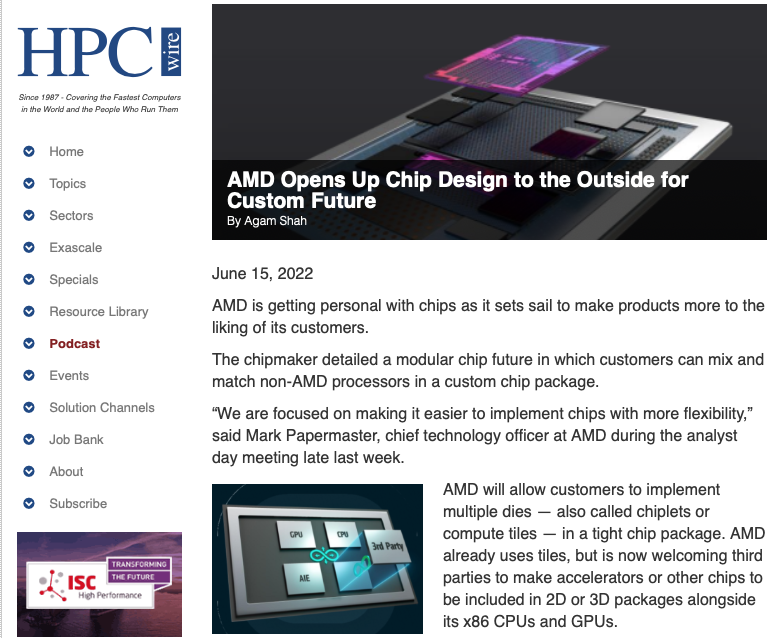 HPC wire
Since 1987 - Covering the Fastest Computers
in the World and the People Who Run Them
Home
Topics
Sectors
Exascale
Specials
Resource Library
Podcast
Events
Solution Channels
Job Bank
About
Subscribe
TRANSFORMING
THE FUTURE
ISC
High Performance
AMD Opens Up Chip Design to the Outside for
Custom Future
By Agam Shah
June 15, 2022
AMD is getting personal with chips as it sets sail to make products more to the
liking of its customers.
The chipmaker detailed a modular chip future in which customers can mix and
match non-AMD processors in a custom chip package.
“We are focused on making it easier to implement chips with more flexibility,”
said Mark Papermaster, chief technology officer at AMD during the analyst
day meeting late last week.
GPU
CPU
3rd Party
AIE
AMD will allow customers to implement
multiple dies — also called chiplets or
compute tiles — in a tight chip package. AMD
already uses tiles, but is now welcoming third
parties to make accelerators or other chips to
be included in 2D or 3D packages alongside
its x86 CPUs and GPUs.